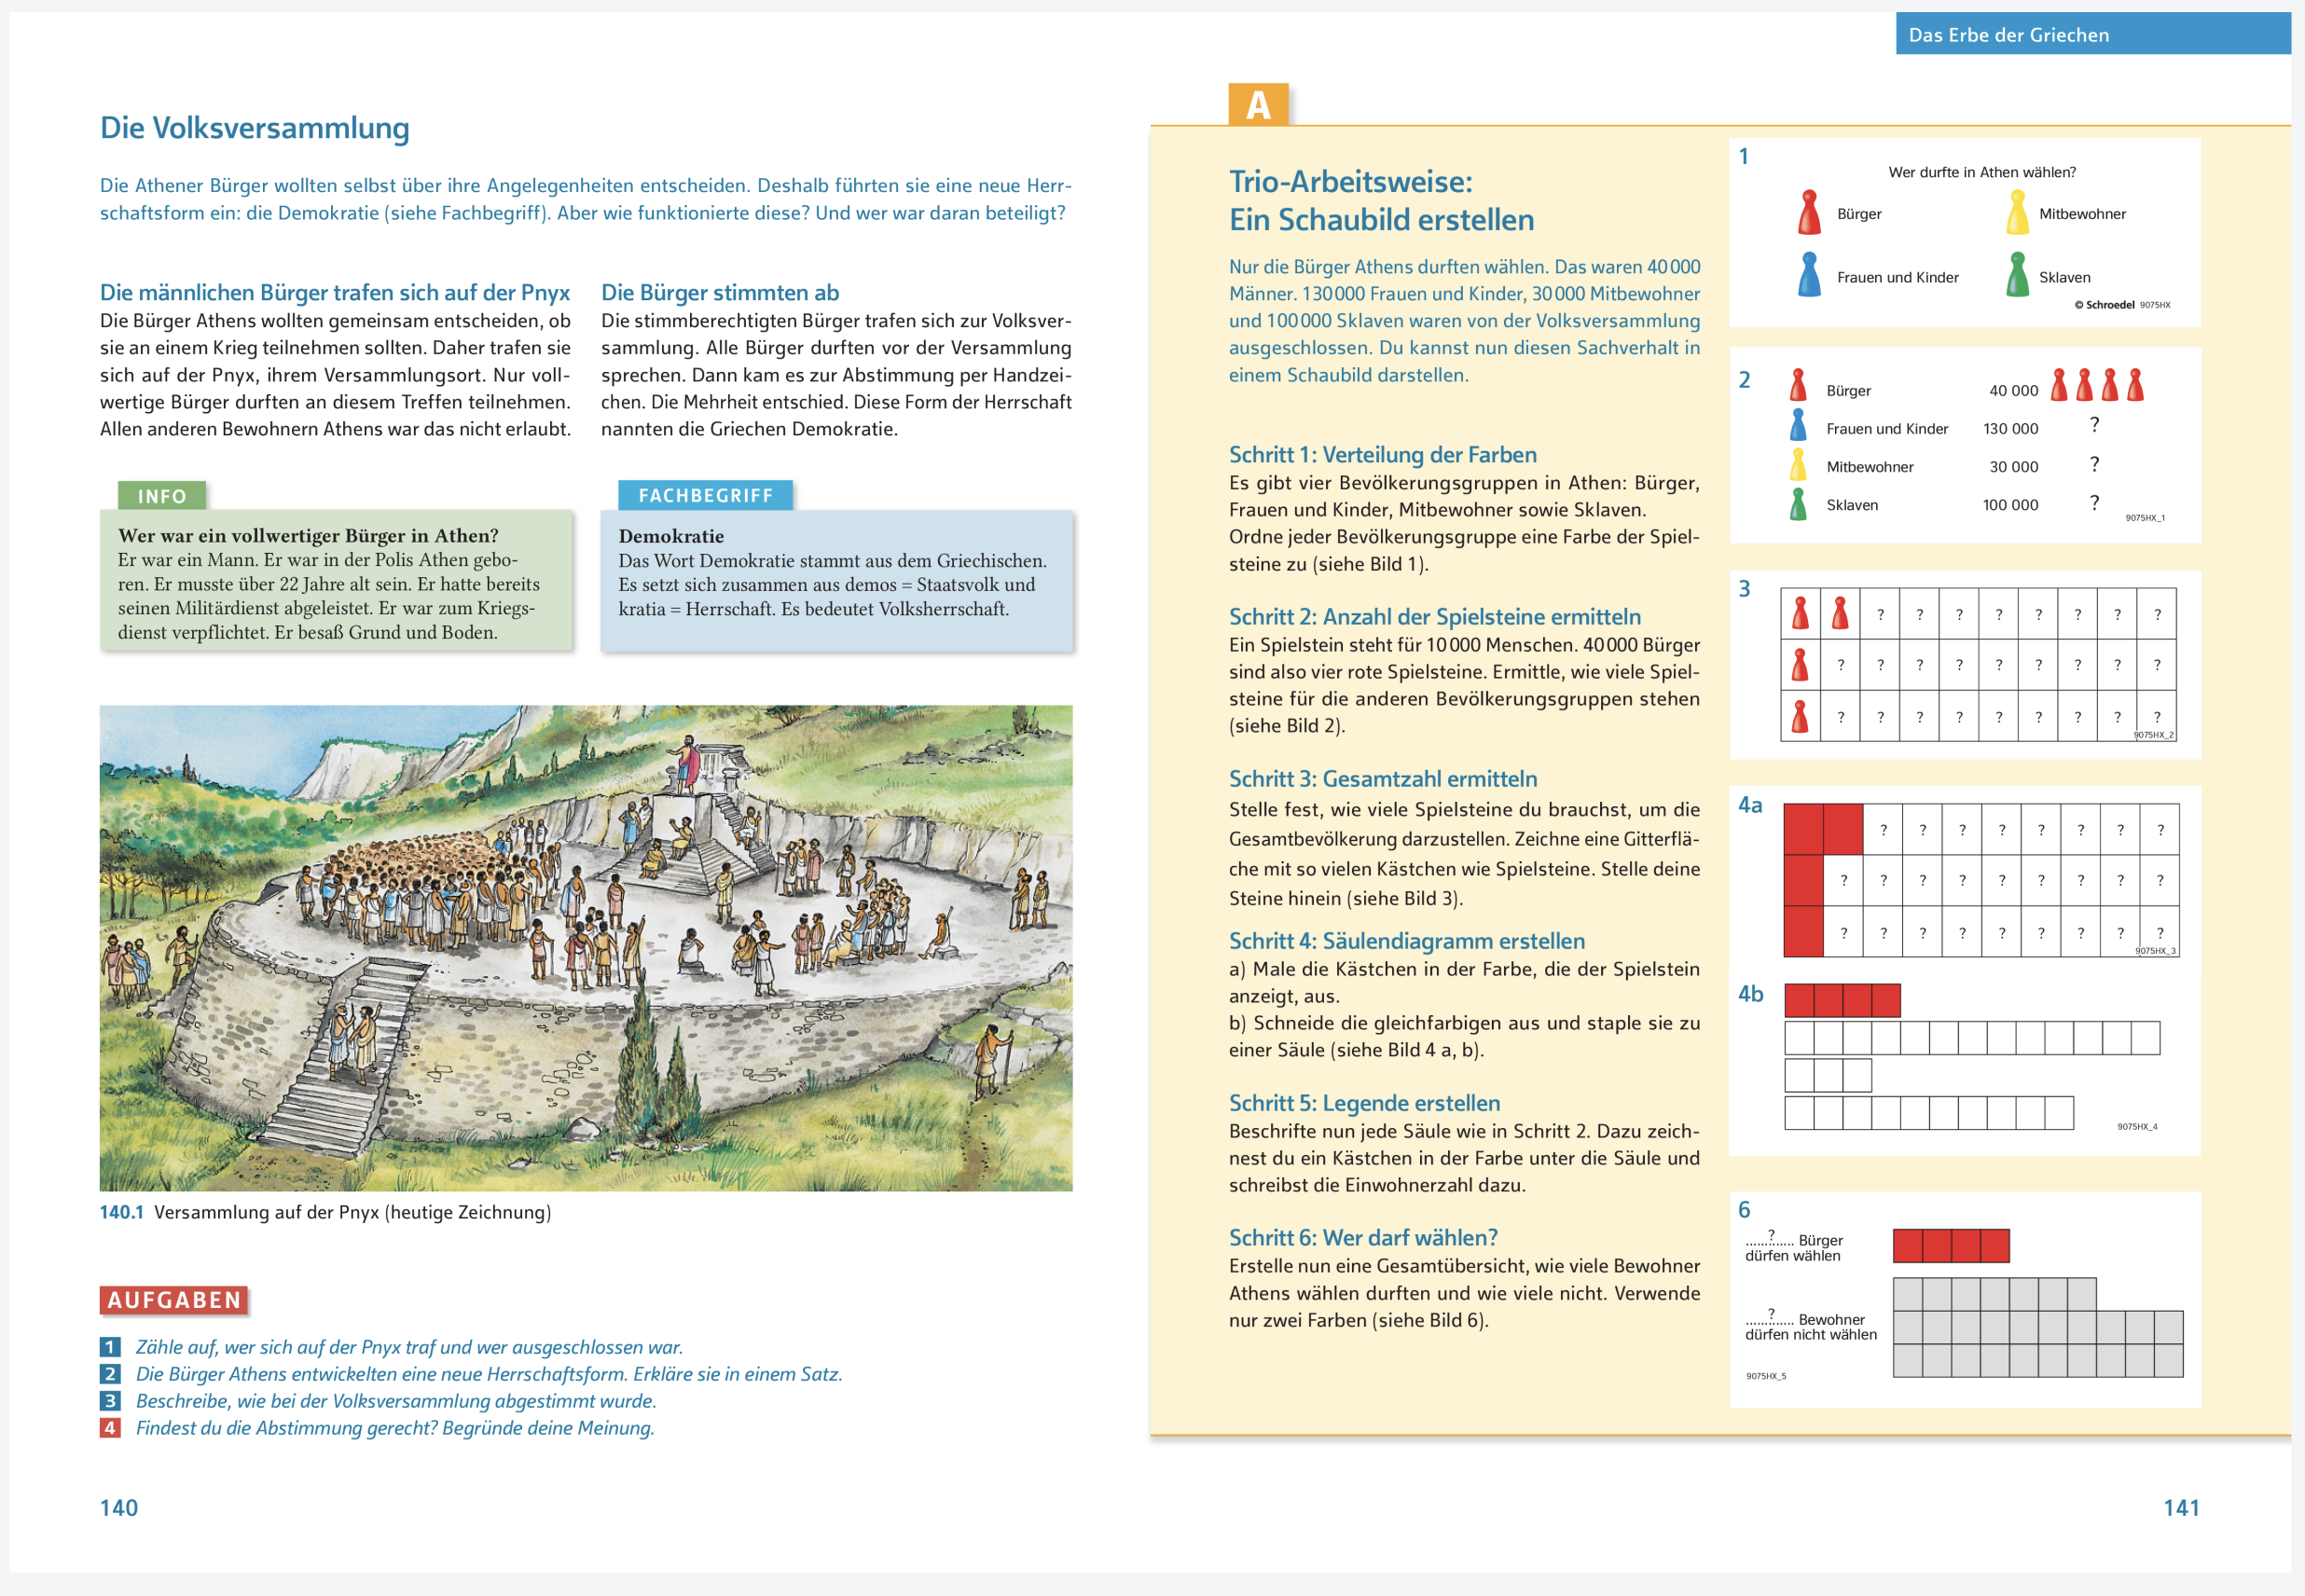 Das Erbe der Griechen
Die Volksversammlung
Die Athener Bürger wollten selbst über ihre Angelegenheiten entscheiden. Deshalb führten sie eine neue Herr-
schaftsform ein: die Demokratie (siehe Fachbegriff). Aber wie funktionierte diese? Und wer war daran beteiligt?
Die männlichen Bürger trafen sich auf der Pnyx
Die Bürger Athens wollten gemeinsam entscheiden, ob
sie an einem Krieg teilnehmen sollten. Daher trafen sie
sich auf der Pnyx, ihrem Versammlungsort. Nur voll-
wertige Bürger durften an diesem Treffen teilnehmen.
Allen anderen Bewohnern Athens war das nicht erlaubt.
Die Bürger stimmten ab
Die stimmberechtigten Bürger trafen sich zur Volksver-
sammlung. Alle Bürger durften vor der Versammlung
sprechen. Dann kam es zur Abstimmung per Handzei-
chen. Die Mehrheit entschied. Diese Form der Herrschaft
nannten die Griechen Demokratie.
INFO
Wer war ein vollwertiger Bürger in Athen?
Er war ein Mann. Er war in der Polis Athen gebo-
ren. Er musste über 22 Jahre alt sein. Er hatte bereits
seinen Militärdienst abgeleistet. Er war zum Kriegs-
dienst verpflichtet. Er besaß Grund und Boden.
FACHBEGRIFF
Demokratie
Das Wort Demokratie stammt aus dem Griechischen.
Es setzt sich zusammen aus demos = Staatsvolk und
kratia = Herrschaft. Es bedeutet Volksherrschaft.
140.1 Versammlung auf der Pnyx (heutige Zeichnung)
AUFGABEN
1 Zähle auf, wer sich auf der Pnyx traf und wer ausgeschlossen war.
2 Die Bürger Athens entwickelten eine neue Herrschaftsform. Erkläre sie in einem Satz.
3 Beschreibe, wie bei der Volksversammlung abgestimmt wurde.
4 Findest du die Abstimmung gerecht? Begründe deine Meinung.
140
A
Trio-Arbeitsweise:
Ein Schaubild erstellen
Nur die Bürger Athens durften wählen. Das waren 40 000
Männer. 130 000 Frauen und Kinder, 30 000 Mitbewohner
und 100 000 Sklaven waren von der Volksversammlung
ausgeschlossen. Du kannst nun diesen Sachverhalt in
einem Schaubild darstellen.
Schritt 1: Verteilung der Farben
Es gibt vier Bevölkerungsgruppen in Athen: Bürger,
Frauen und Kinder, Mitbewohner sowie Sklaven.
Ordne jeder Bevölkerungsgruppe eine Farbe der Spiel-
steine zu (siehe Bild 1).
Schritt 2: Anzahl der Spielsteine ermitteln
Ein Spielstein steht für 10 000 Menschen. 40 000 Bürger
sind also vier rote Spielsteine. Ermittle, wie viele Spiel-
steine für die anderen Bevölkerungsgruppen stehen
(siehe Bild 2).
Schritt 3: Gesamtzahl ermitteln
Stelle fest, wie viele Spielsteine du brauchst, um die
Gesamtbevölkerung darzustellen. Zeichne eine Gitterflä-
che mit so vielen Kästchen wie Spielsteine. Stelle deine
Steine hinein (siehe Bild 3).
Schritt 4: Säulendiagramm erstellen
a) Male die Kästchen in der Farbe, die der Spielstein
anzeigt, aus.
b) Schneide die gleichfarbigen aus und staple sie zu
einer Säule (siehe Bild 4 a, b).
Schritt 5: Legende erstellen
Beschrifte nun jede Säule wie in Schritt 2. Dazu zeich-
nest du ein Kästchen in der Farbe unter die Säule und
schreibst die Einwohnerzahl dazu.
Schritt 6: Wer darf wählen?
Erstelle nun eine Gesamtübersicht, wie viele Bewohner
Athens wählen durften und wie viele nicht. Verwende
nur zwei Farben (siehe Bild 6).
1
Wer durfte in Athen wählen?
Bürger Mitbewohner
Frauen und Kinder Sklaven
© Schroedel 9075HX
2
Bürger 40 000
Frauen und Kinder 130 000 ?
Mitbewohner 30 000 ?
Sklaven 100 000 ?
9075HX_1
3
? ? ? ? ? ? ? ?
? ? ? ? ? ? ? ? ?
? ? ? ? ? ? ? ? ?
9075HX_2
4a
? ? ? ? ? ? ? ?
? ? ? ? ? ? ? ? ?
? ? ? ? ? ? ? ? ?
9075HX_3
4b
9075HX_4
6
......?...... Bürger
dürfen wählen
......?...... Bewohner
dürfen nicht wählen
9075HX_5
141